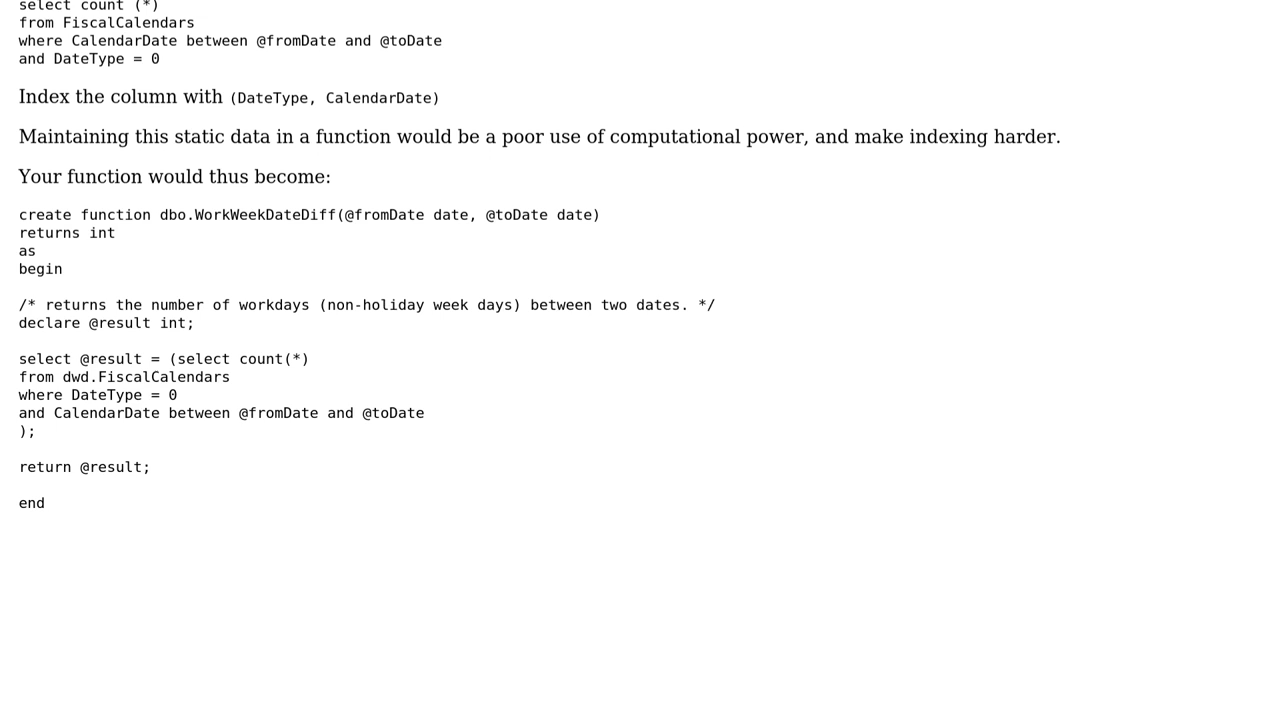 select count (*)
from FiscalCalendars
where CalendarDate between @fromDate and @toDate
and DateType = 0
Index the column with (DateType, CalendarDate)
Maintaining this static data in a function would be a poor use of computational power, and make indexing harder.
Your function would thus become:
create function dbo.WorkWeekDateDiff(@fromDate date, @toDate date)
returns int
as
begin
/* returns the number of workdays (non-holiday week days) between two dates. */
declare @result int;
select @result = (select count(*)
from dwd.FiscalCalendars
where DateType = 0
and CalendarDate between @fromDate and @toDate
);
return @result;
end